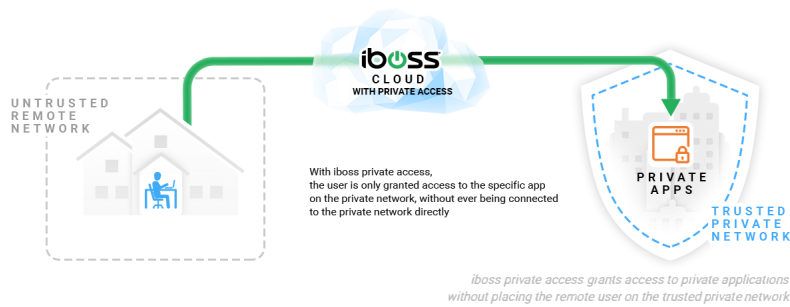 iboss
CLOUD
WITH PRIVATE ACCESS
UNTRUSTED
REMOTE
NETWORK
With iboss private access,
the user is only granted access to the specific app
on the private network, without ever being connected
to the private network directly
PRIVATE
APPS
TRUSTED
PRIVATE
NETWORK
iboss private access grants access to private applications
without placing the remote user on the trusted private network